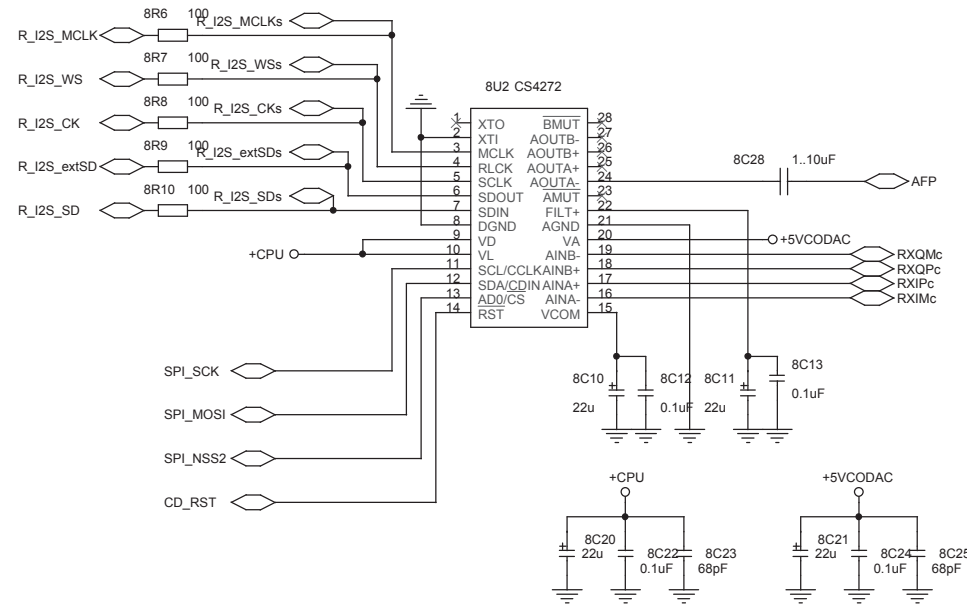 8R6 100 R_I2S_MCLKs
R_I2S_MCLK
8R7 100 R_I2S_WSs
R_I2S_WS
8R8 100 R_I2S_CKs
R_I2S_CK
8R9 100 R_I2S_extSDs
R_I2S_extSD
8R10 100 R_I2S_SDs
R_I2S_SD
+CPU
SPI_SCK
SPI_MOSI
SPI_NSS2
CD_RST
8U2 CS4272
1 XTO BMUT 28
2 XTI AOUTB- 27
3 MCLK AOUTB+ 26
4 RLCK AOUTA+ 25
5 SCLK AOUTA- 24
6 SDOUT AMUT 23
7 SDIN FILT+ 22
8 DGND AGND 21
9 VD VA 20
10 VL AINB- 19
11 SCL/CCLK AINB+ 18
12 SDA/CDIN AINA+ 17
13 AD0/CS AINA- 16
14 RST VCOM 15
8C28 1..10uF
AFP
+5VCODAC
RXQMc
RXQPc
RXIPc
RXIMc
8C10 22u
8C12 0.1uF
8C11 22u
8C13 0.1uF
+CPU
8C20 22u
8C22 0.1uF
8C23 68pF
+5VCODAC
8C21 22u
8C24 0.1uF
8C25 68pF